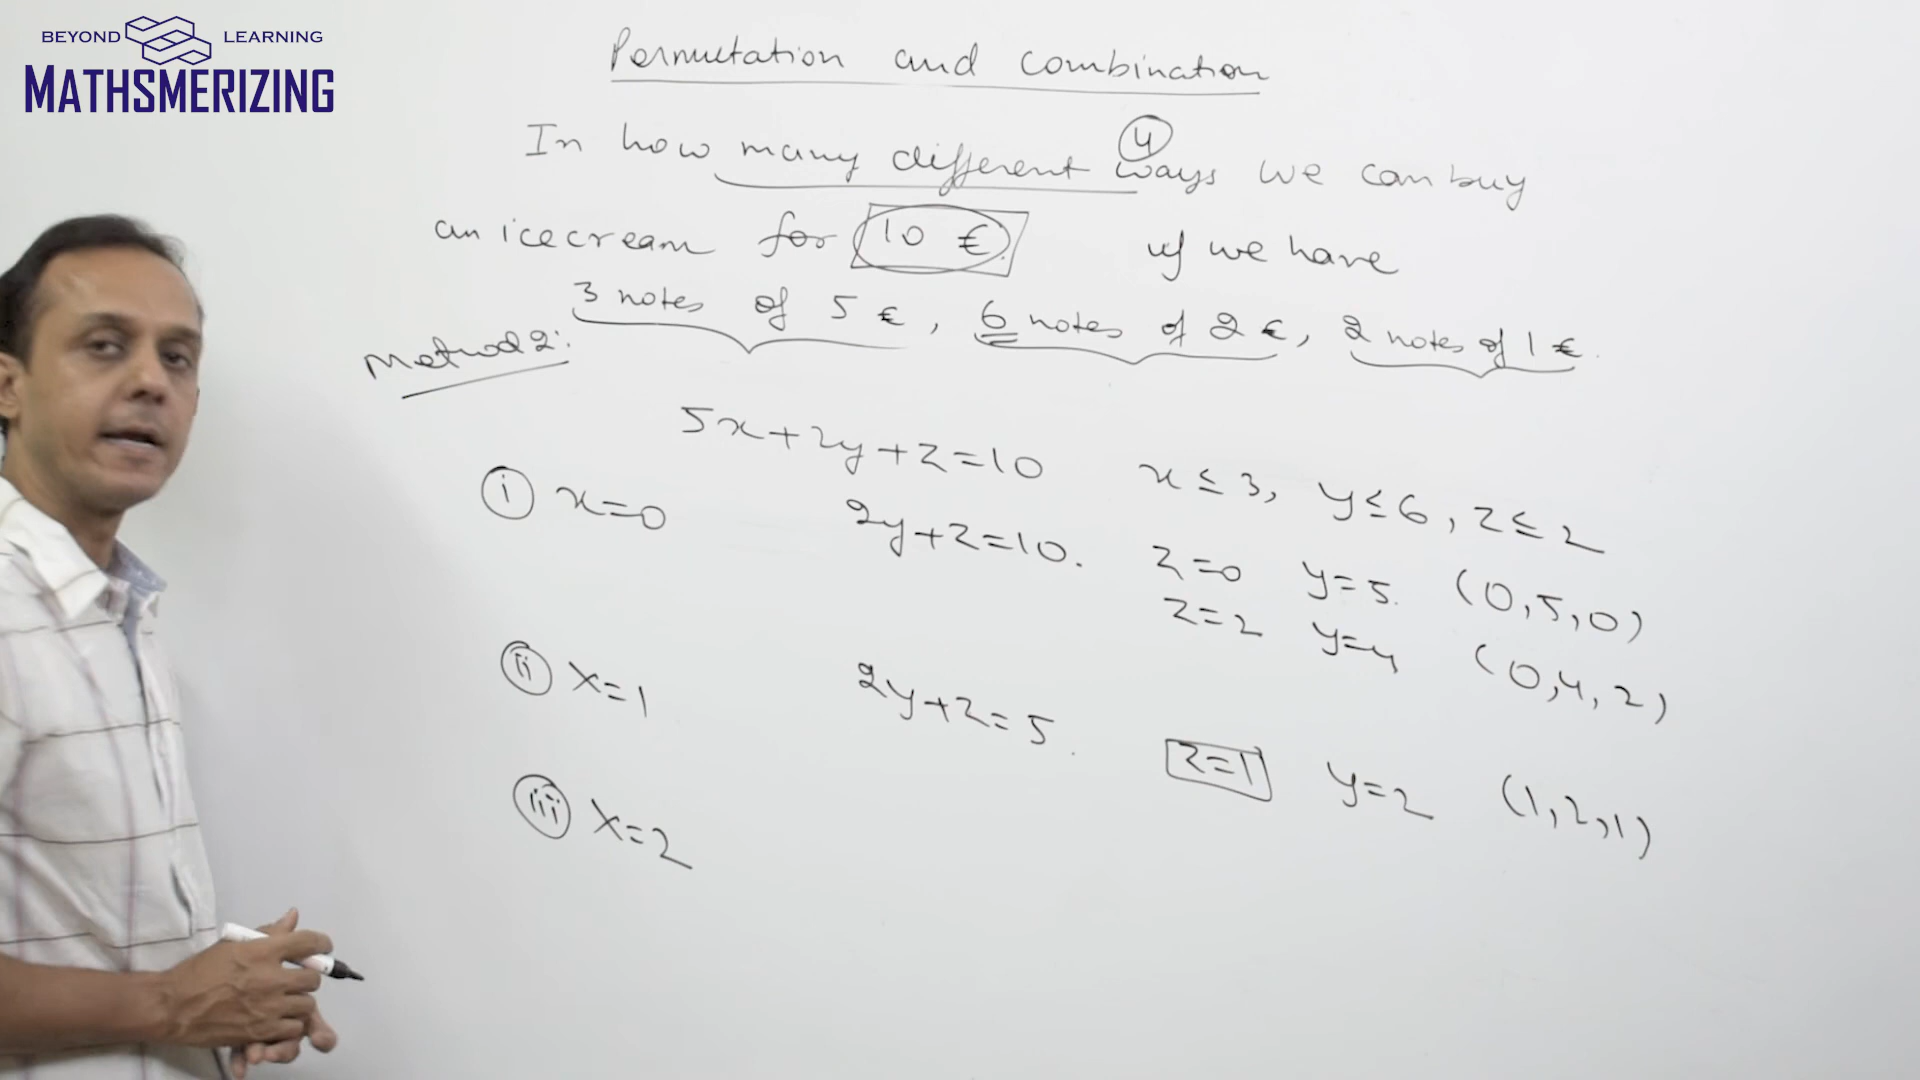 BEYOND LEARNING
MATHSMERIZING
Permutation and combination
4
In how many different ways we can buy
an icecream for 10 € if we have
3 notes of 5 €, 6 notes of 2 €, 2 notes of 1 €.
Method 2:
5x+2y+z=10 x ≤ 3, y ≤ 6, z ≤ 2
i x=0 2y+z=10. z=0 y=5. (0,5,0)
z=2 y=4 (0,4,2)
ii x=1 2y+z=5. z=1 y=2 (1,2,1)
iii x=2